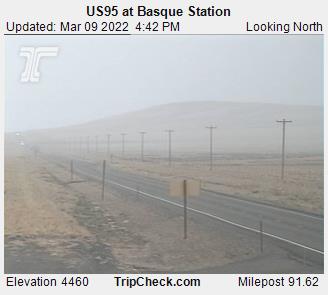 US95 at Basque Station
Updated: Mar 09 2022 4:42 PM Looking North
Elevation 4460 TripCheck.com Milepost 91.62